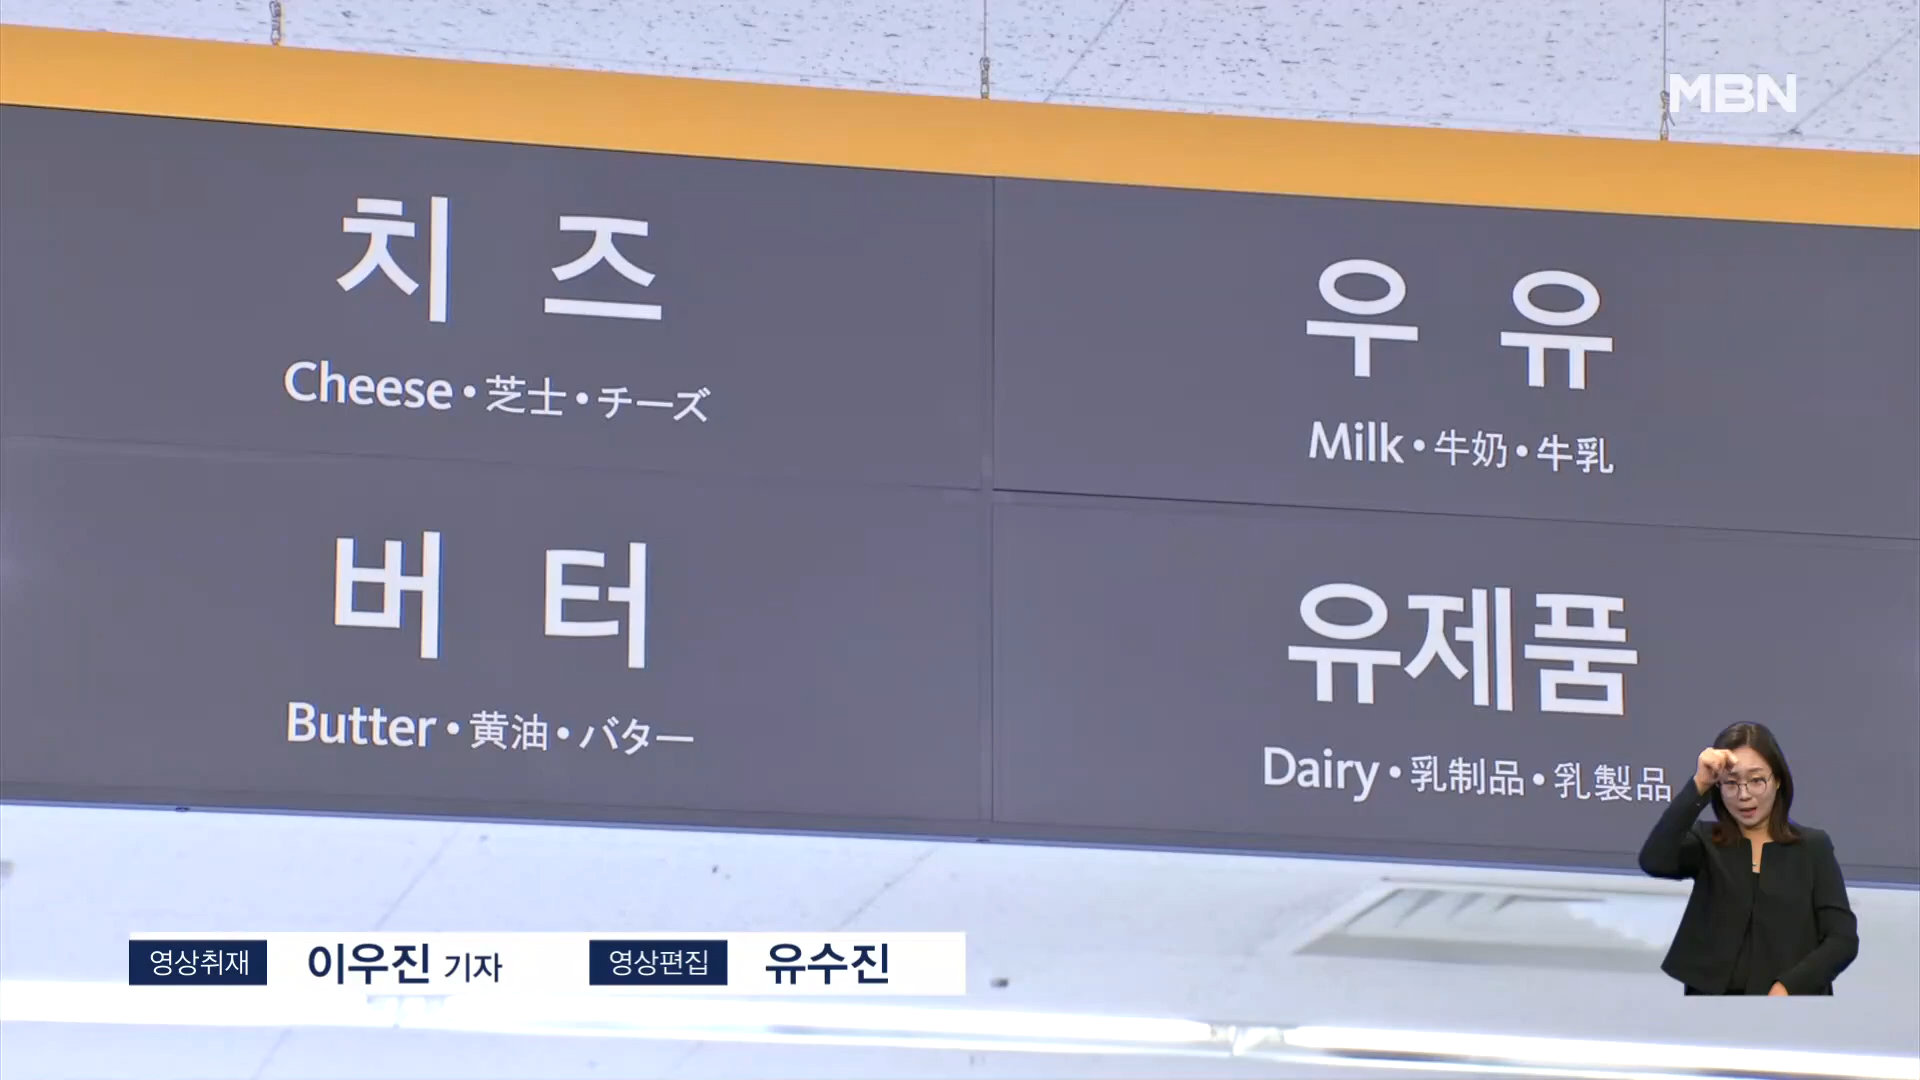 MBN
치즈
Cheese・芝士・チーズ
우유
Milk・牛奶・牛乳
버터
Butter・黄油・バター
유제품
Dairy・乳制品・乳製品
영상취재 이우진 기자 영상편집 유수진